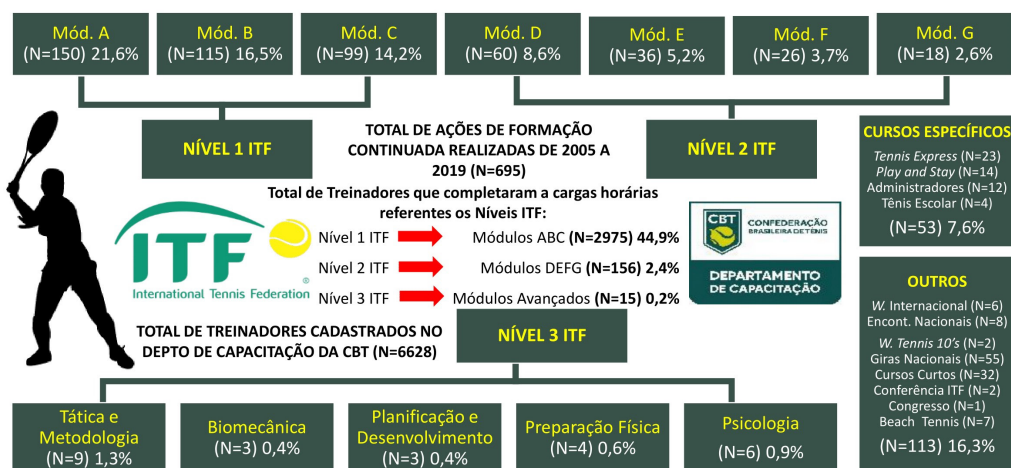 Mód. A
(N=150) 21,6%
Mód. B
(N=115) 16,5%
Mód. C
(N=99) 14,2%
Mód. D
(N=60) 8,6%
Mód. E
(N=36) 5,2%
Mód. F
(N=26) 3,7%
Mód. G
(N=18) 2,6%
NÍVEL 1 ITF
TOTAL DE AÇÕES DE FORMAÇÃO
CONTINUADA REALIZADAS DE 2005 A
2019 (N=695)
NÍVEL 2 ITF
Total de Treinadores que completaram a cargas horárias
referentes os Níveis ITF:
Nível 1 ITF
Módulos ABC (N=2975) 44,9%
Nível 2 ITF
Módulos DEFG (N=156) 2,4%
Nível 3 ITF
Módulos Avançados (N=15) 0,2%
ITF
International Tennis Federation
CBT
CONFEDERAÇÃO
BRASILEIRA DE TÊNIS
DEPARTAMENTO
DE CAPACITAÇÃO
CURSOS ESPECÍFICOS
Tennis Express (N=23)
Play and Stay (N=14)
Administradores (N=12)
Tênis Escolar (N=4)
(N=53) 7,6%
OUTROS
W. Internacional (N=6)
Encont. Nacionais (N=8)
W. Tennis 10's (N=2)
Giras Nacionais (N=55)
Cursos Curtos (N=32)
Conferência ITF (N=2)
Congresso (N=1)
Beach Tennis (N=7)
(N=113) 16,3%
TOTAL DE TREINADORES CADASTRADOS NO
DEPTO DE CAPACITAÇÃO DA CBT (N=6628)
NÍVEL 3 ITF
Tática e
Metodologia
(N=9) 1,3%
Biomecânica
(N=3) 0,4%
Planificação e
Desenvolvimento
(N=3) 0,4%
Preparação Física
(N=4) 0,6%
Psicologia
(N=6) 0,9%